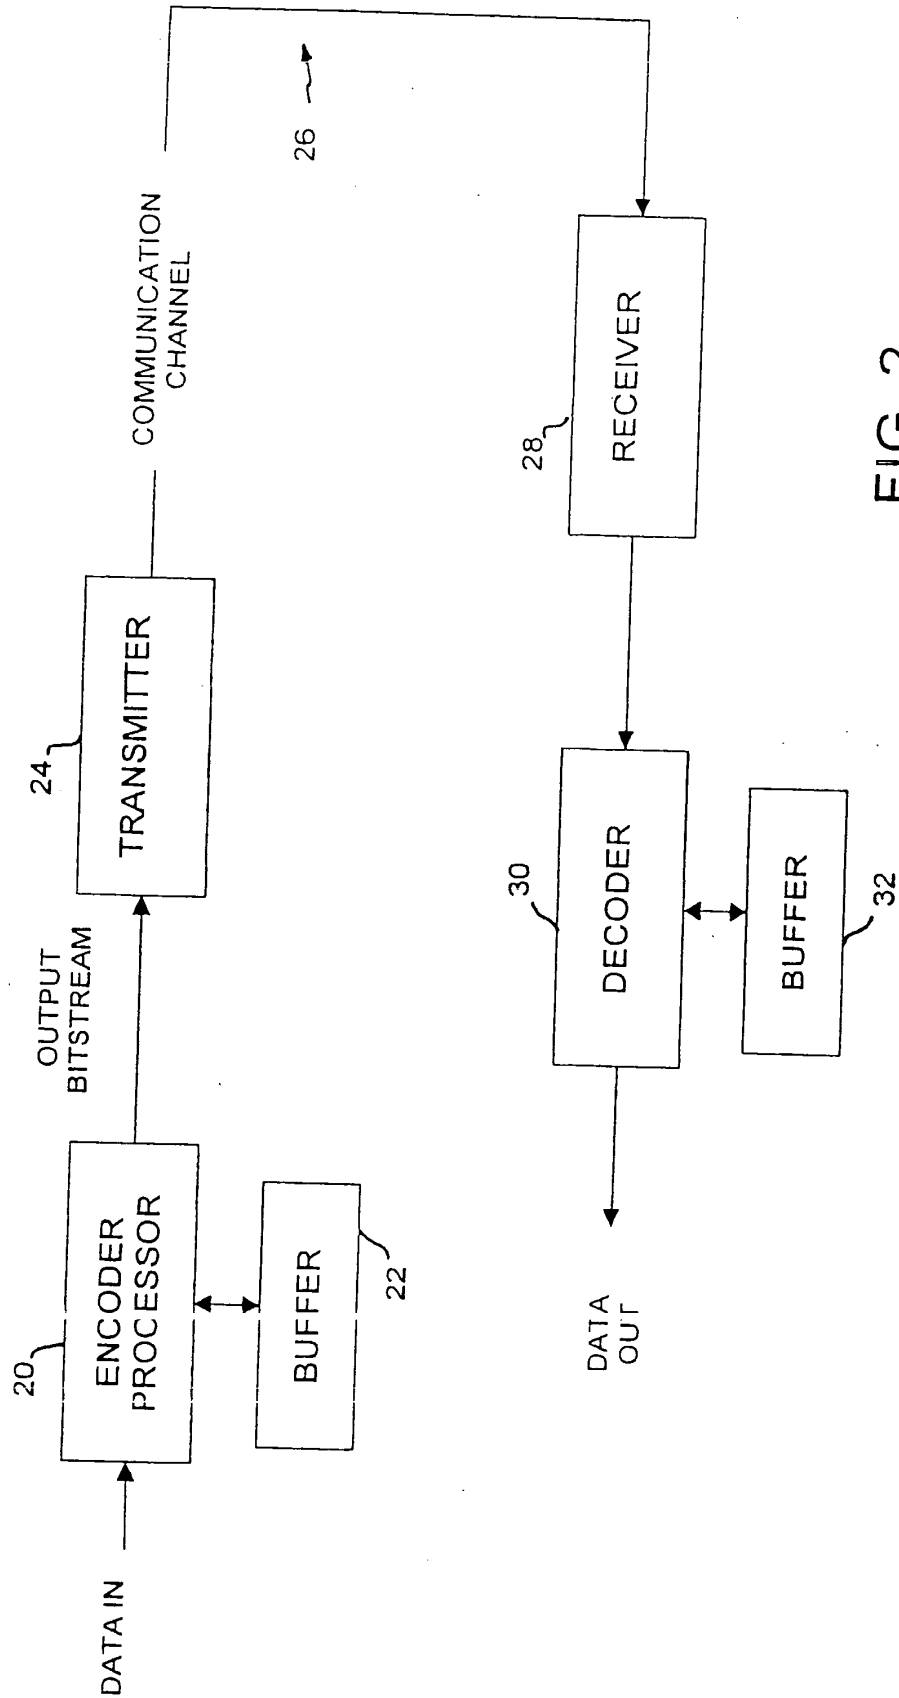 DATA IN
20
ENCODER
PROCESSOR
BUFFER
22
OUTPUT
BITSTREAM
24
TRANSMITTER
COMMUNICATION
CHANNEL
26
28
RECEIVER
30
DECODER
BUFFER
32
DATA
OUT
FIG. 2